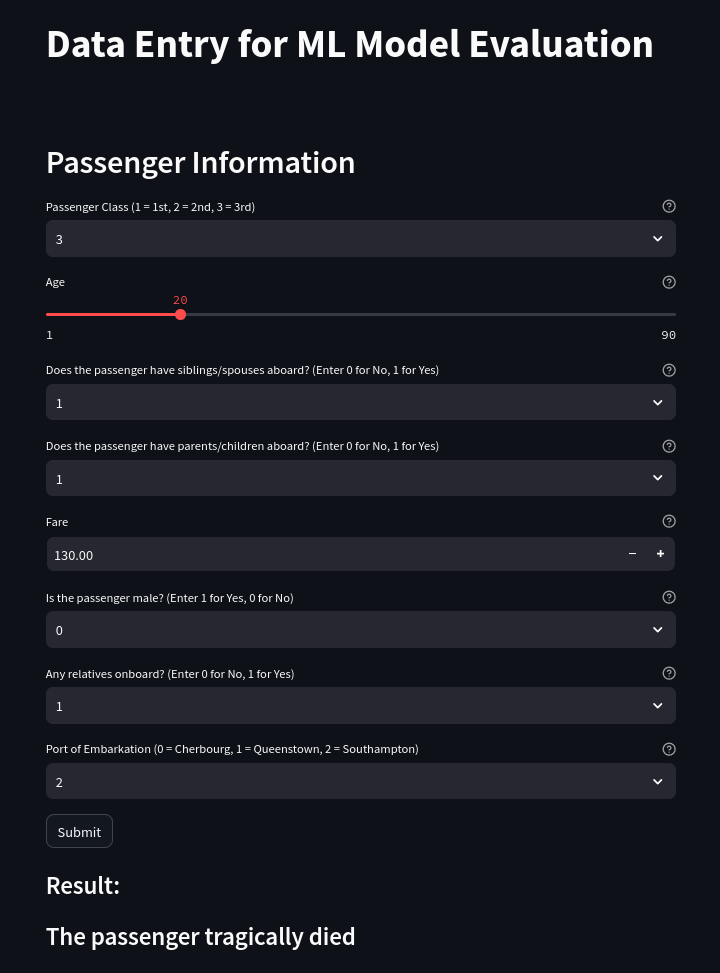 Data Entry for ML Model Evaluation
Passenger Information
Passenger Class (1 = 1st, 2 = 2nd, 3 = 3rd)
3
Age
20
1 90
Does the passenger have siblings/spouses aboard? (Enter 0 for No, 1 for Yes)
1
Does the passenger have parents/children aboard? (Enter 0 for No, 1 for Yes)
1
Fare
130.00
Is the passenger male? (Enter 1 for Yes, 0 for No)
0
Any relatives onboard? (Enter 0 for No, 1 for Yes)
1
Port of Embarkation (0 = Cherbourg, 1 = Queenstown, 2 = Southampton)
2
Submit
Result:
The passenger tragically died